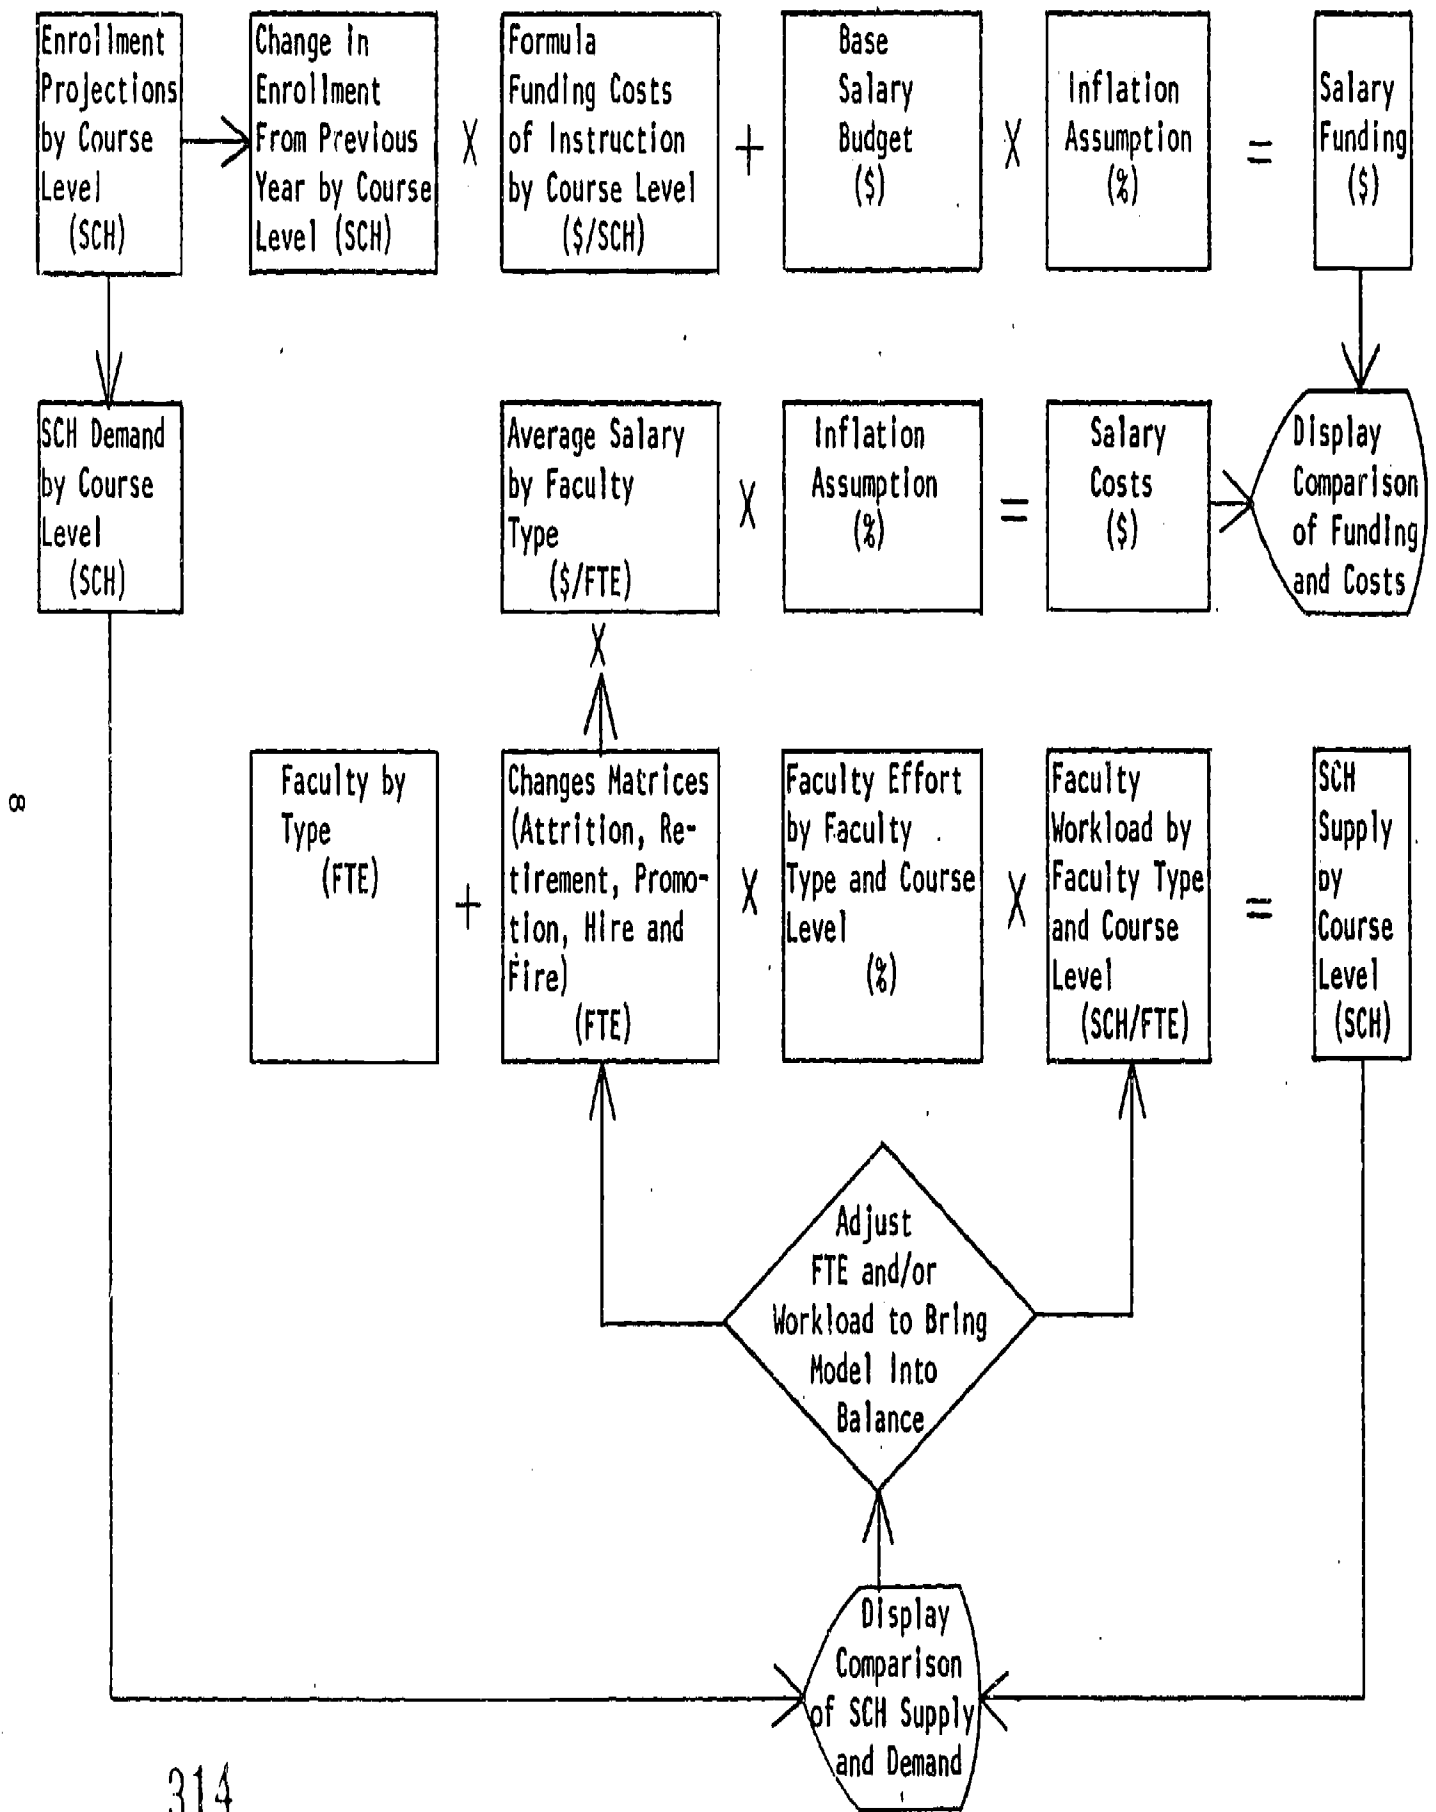 Enrollment
Projections
by Course
Level
(SCH)
Change in
Enrollment
From Previous
Year by Course
Level (SCH)
X
Formula
Funding Costs
of Instruction
by Course Level
($/SCH)
+
Base
Salary
Budget
($)
X
Inflation
Assumption
(%)
=
Salary
Funding
($)
SCH Demand
by Course
Level
(SCH)
Average Salary
by Faculty
Type
($/FTE)
X
Inflation
Assumption
(%)
=
Salary
Costs
($)
Display
Comparison
of Funding
and Costs
X
Faculty by
Type
(FTE)
+
Changes Matrices
(Attrition, Re-
tirement, Promo-
tion, Hire and
Fire)
(FTE)
X
Faculty Effort
by Faculty
Type and Course
Level
(%)
X
Faculty
Workload by
Faculty Type
and Course
Level
(SCH/FTE)
=
SCH
Supply
by
Course
Level
(SCH)
8
Adjust
FTE and/or
Workload to Bring
Model Into
Balance
Display
Comparison
of SCH Supply
and Demand
314